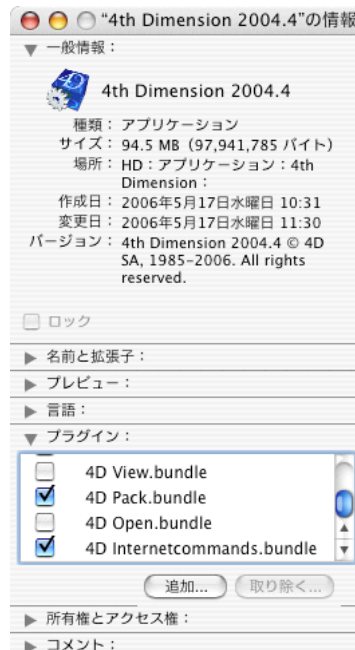 "4th Dimension 2004.4"の情報
一般情報：
4th Dimension 2004.4
種類：アプリケーション
サイズ：94.5 MB（97,941,785 バイト）
場所：HD：アプリケーション：4th
Dimension：
作成日：2006年5月17日水曜日 10:31
変更日：2006年5月17日水曜日 11:30
バージョン：4th Dimension 2004.4 © 4D
SA, 1985–2006. All rights
reserved.
ロック
名前と拡張子：
プレビュー：
言語：
プラグイン：
4D View.bundle
4D Pack.bundle
4D Open.bundle
4D Internetcommands.bundle
追加...
取り除く...
所有権とアクセス権：
コメント：